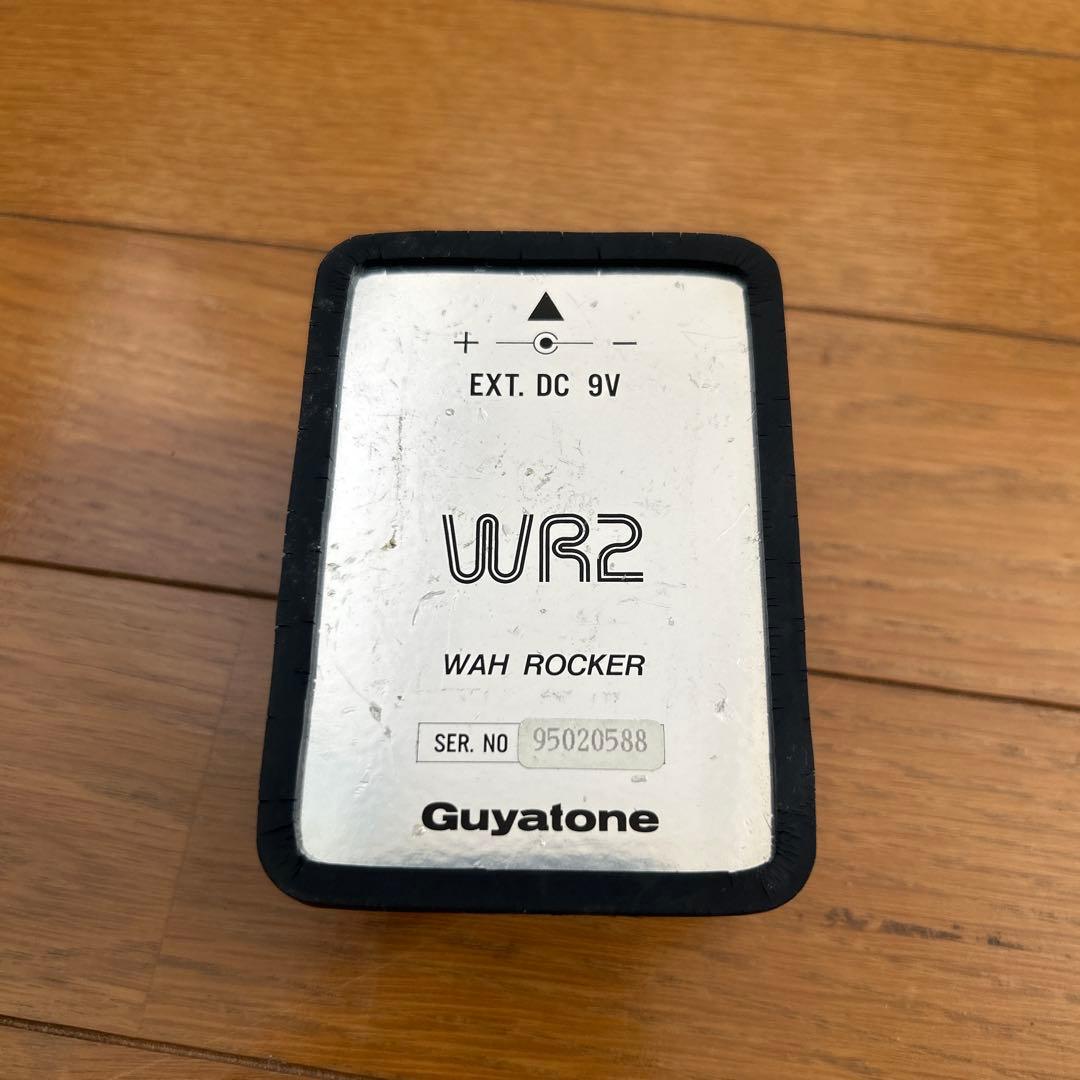 + −
EXT. DC 9V
WR2
WAH ROCKER
SER. NO 95020588
Guyatone